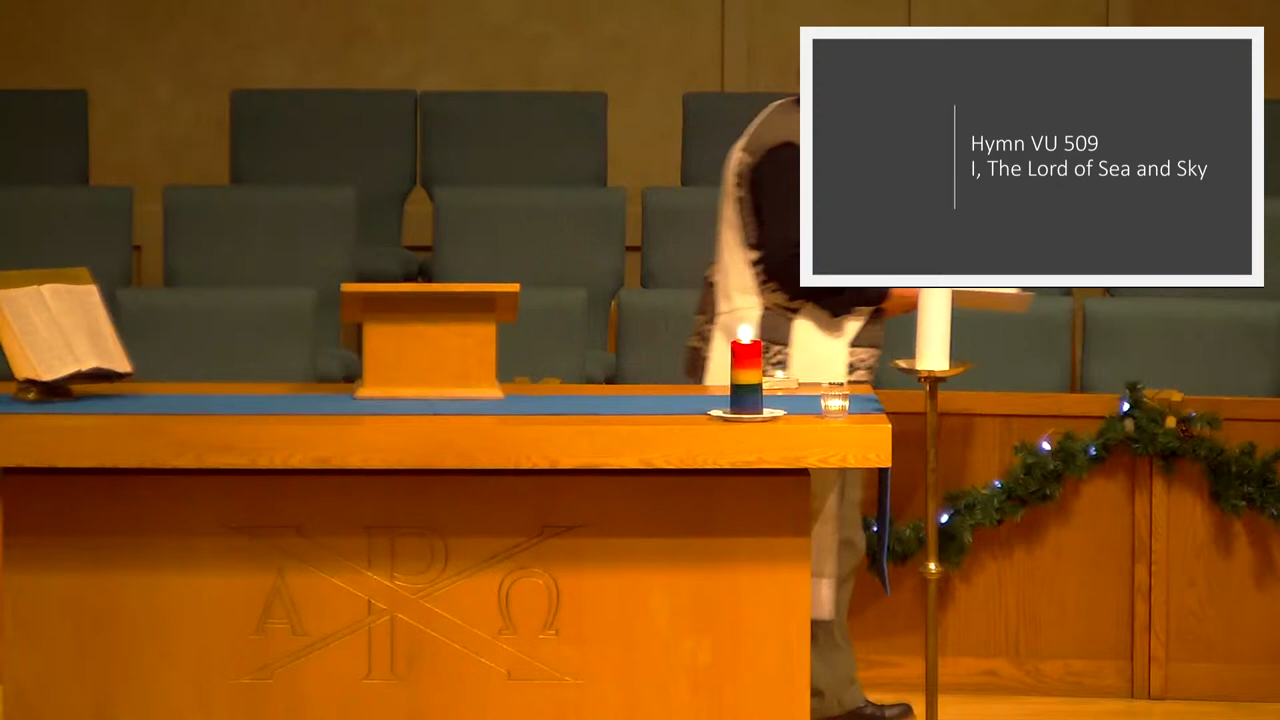 Hymn VU 509
I, The Lord of Sea and Sky
Α Ρ Ω